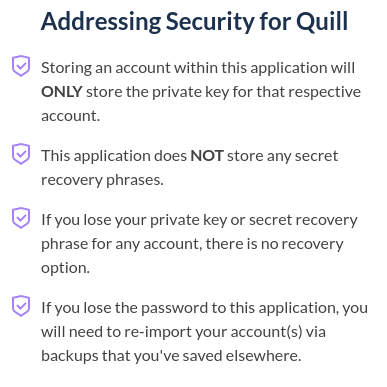 Addressing Security for Quill
Storing an account within this application will
ONLY store the private key for that respective
account.
This application does NOT store any secret
recovery phrases.
If you lose your private key or secret recovery
phrase for any account, there is no recovery
option.
If you lose the password to this application, you
will need to re-import your account(s) via
backups that you've saved elsewhere.